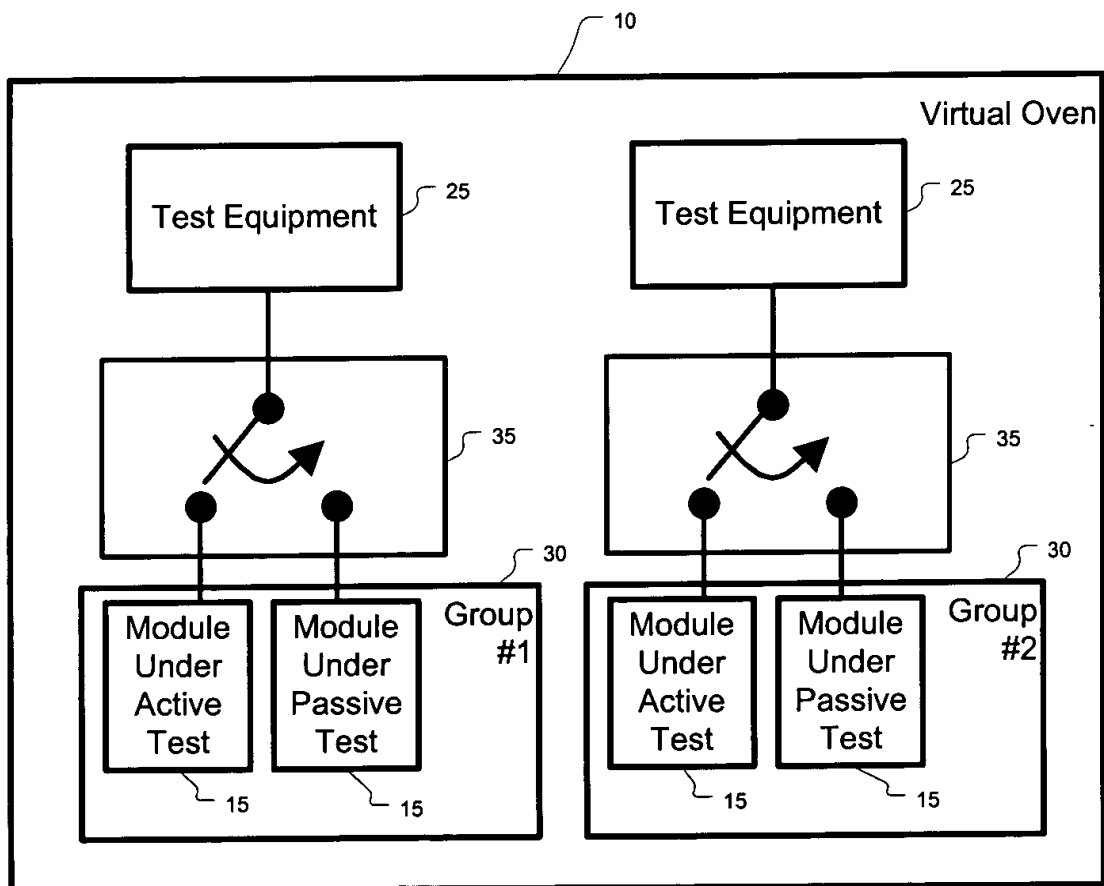 10
Virtual Oven
Test Equipment
25
Test Equipment
25
35
35
30
30
Module
Under
Active
Test
Module
Under
Passive
Test
Group
#1
Module
Under
Active
Test
Module
Under
Passive
Test
Group
#2
15
15
15
15